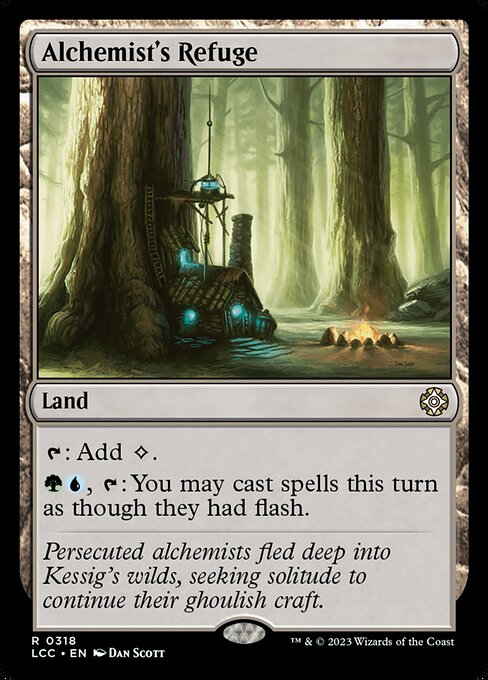 Alchemist's Refuge
Land
: Add .
, : You may cast spells this turn
as though they had flash.
Persecuted alchemists fled deep into
Kessig's wilds, seeking solitude to
continue their ghoulish craft.
R 0318
LCC • EN DAN SCOTT
™ & © 2023 Wizards of the Coast